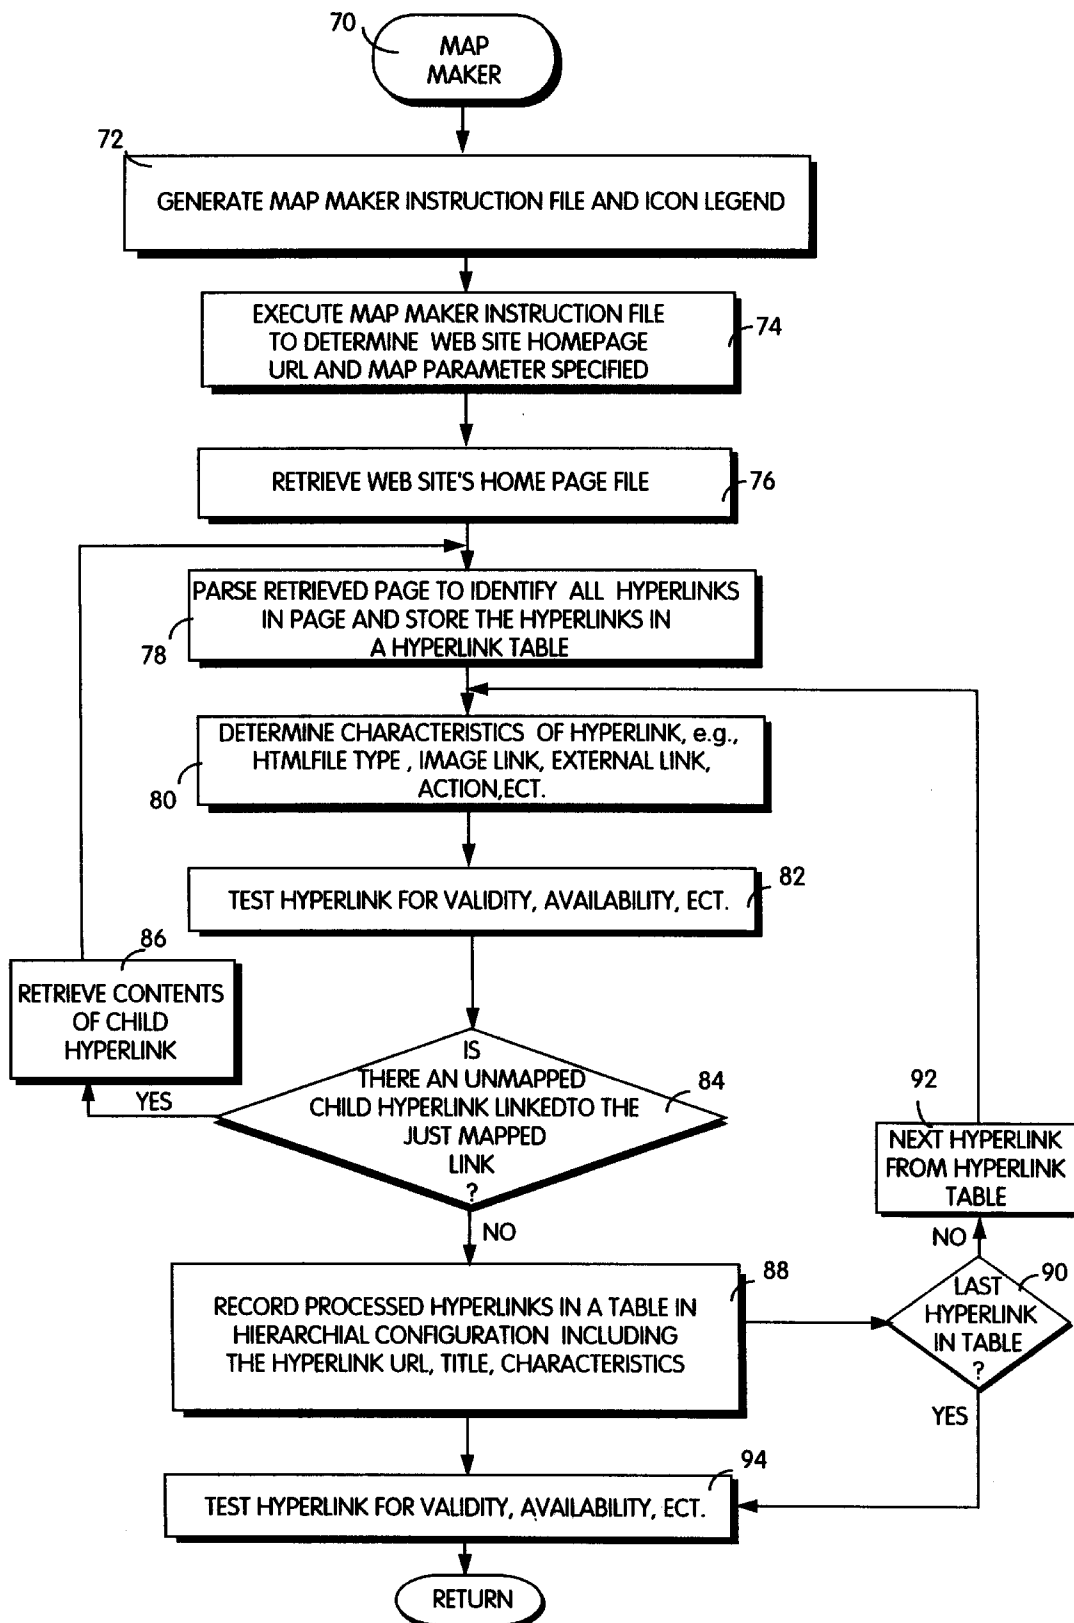 70
MAP
MAKER
72
GENERATE MAP MAKER INSTRUCTION FILE AND ICON LEGEND
EXECUTE MAP MAKER INSTRUCTION FILE
TO DETERMINE WEB SITE HOMEPAGE
URL AND MAP PARAMETER SPECIFIED
74
RETRIEVE WEB SITE'S HOME PAGE FILE
76
PARSE RETRIEVED PAGE TO IDENTIFY ALL HYPERLINKS
IN PAGE AND STORE THE HYPERLINKS IN
A HYPERLINK TABLE
78
DETERMINE CHARACTERISTICS OF HYPERLINK, e.g.,
HTMLFILE TYPE , IMAGE LINK, EXTERNAL LINK,
ACTION,ECT.
80
TEST HYPERLINK FOR VALIDITY, AVAILABILITY, ECT.
82
86
RETRIEVE CONTENTS
OF CHILD
HYPERLINK
YES
IS
THERE AN UNMAPPED
CHILD HYPERLINK LINKEDTO THE
JUST MAPPED
LINK
?
84
NO
92
NEXT HYPERLINK
FROM HYPERLINK
TABLE
NO
90
LAST
HYPERLINK
IN TABLE
?
YES
88
RECORD PROCESSED HYPERLINKS IN A TABLE IN
HIERARCHIAL CONFIGURATION INCLUDING
THE HYPERLINK URL, TITLE, CHARACTERISTICS
94
TEST HYPERLINK FOR VALIDITY, AVAILABILITY, ECT.
RETURN